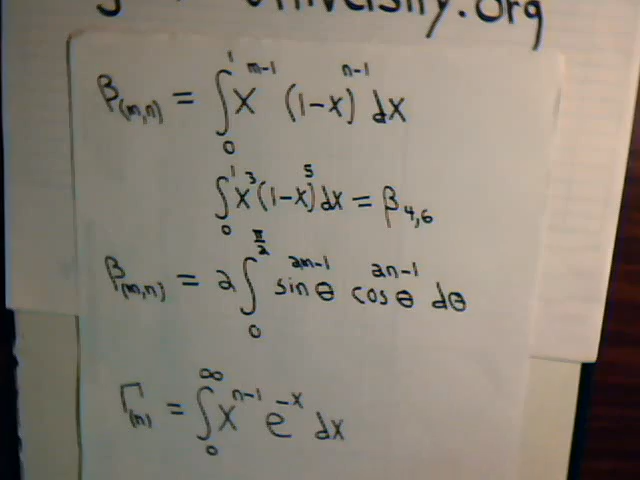 University.Org
β(m,n) = ∫₀¹ x^(m-1) (1-x)^(n-1) dx
∫₀¹ x³(1-x)⁵ dx = β₄,₆
β(m,n) = 2 ∫₀^(π/2) sin^(2m-1) θ cos^(2n-1) θ dθ
Γ(n) = ∫₀^∞ x^(n-1) e^(-x) dx